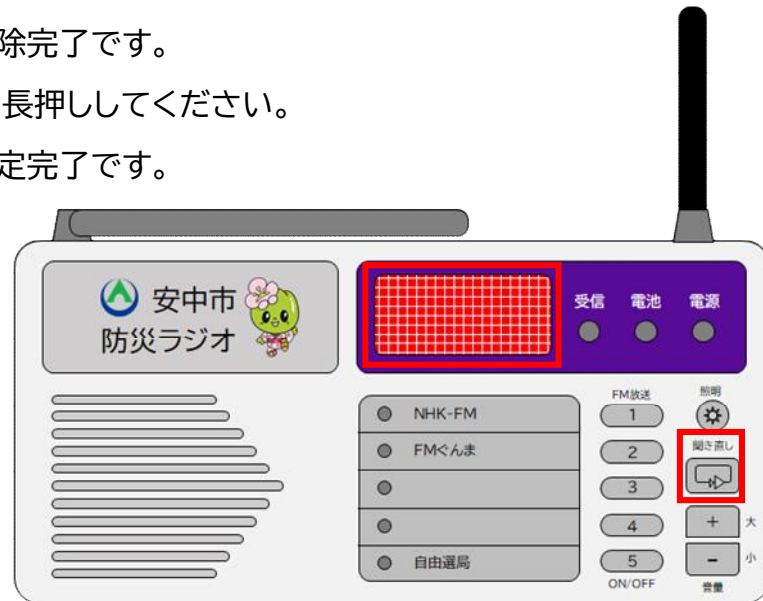 除完了です。
長押ししてください。
定完了です。
安中市
防災ラジオ
受信 電池 電源
FM放送 照明
NHK-FM 1
FMぐんま 2 聞き直し
3
4 + 大
自由選局 5 - 小
ON/OFF 音量